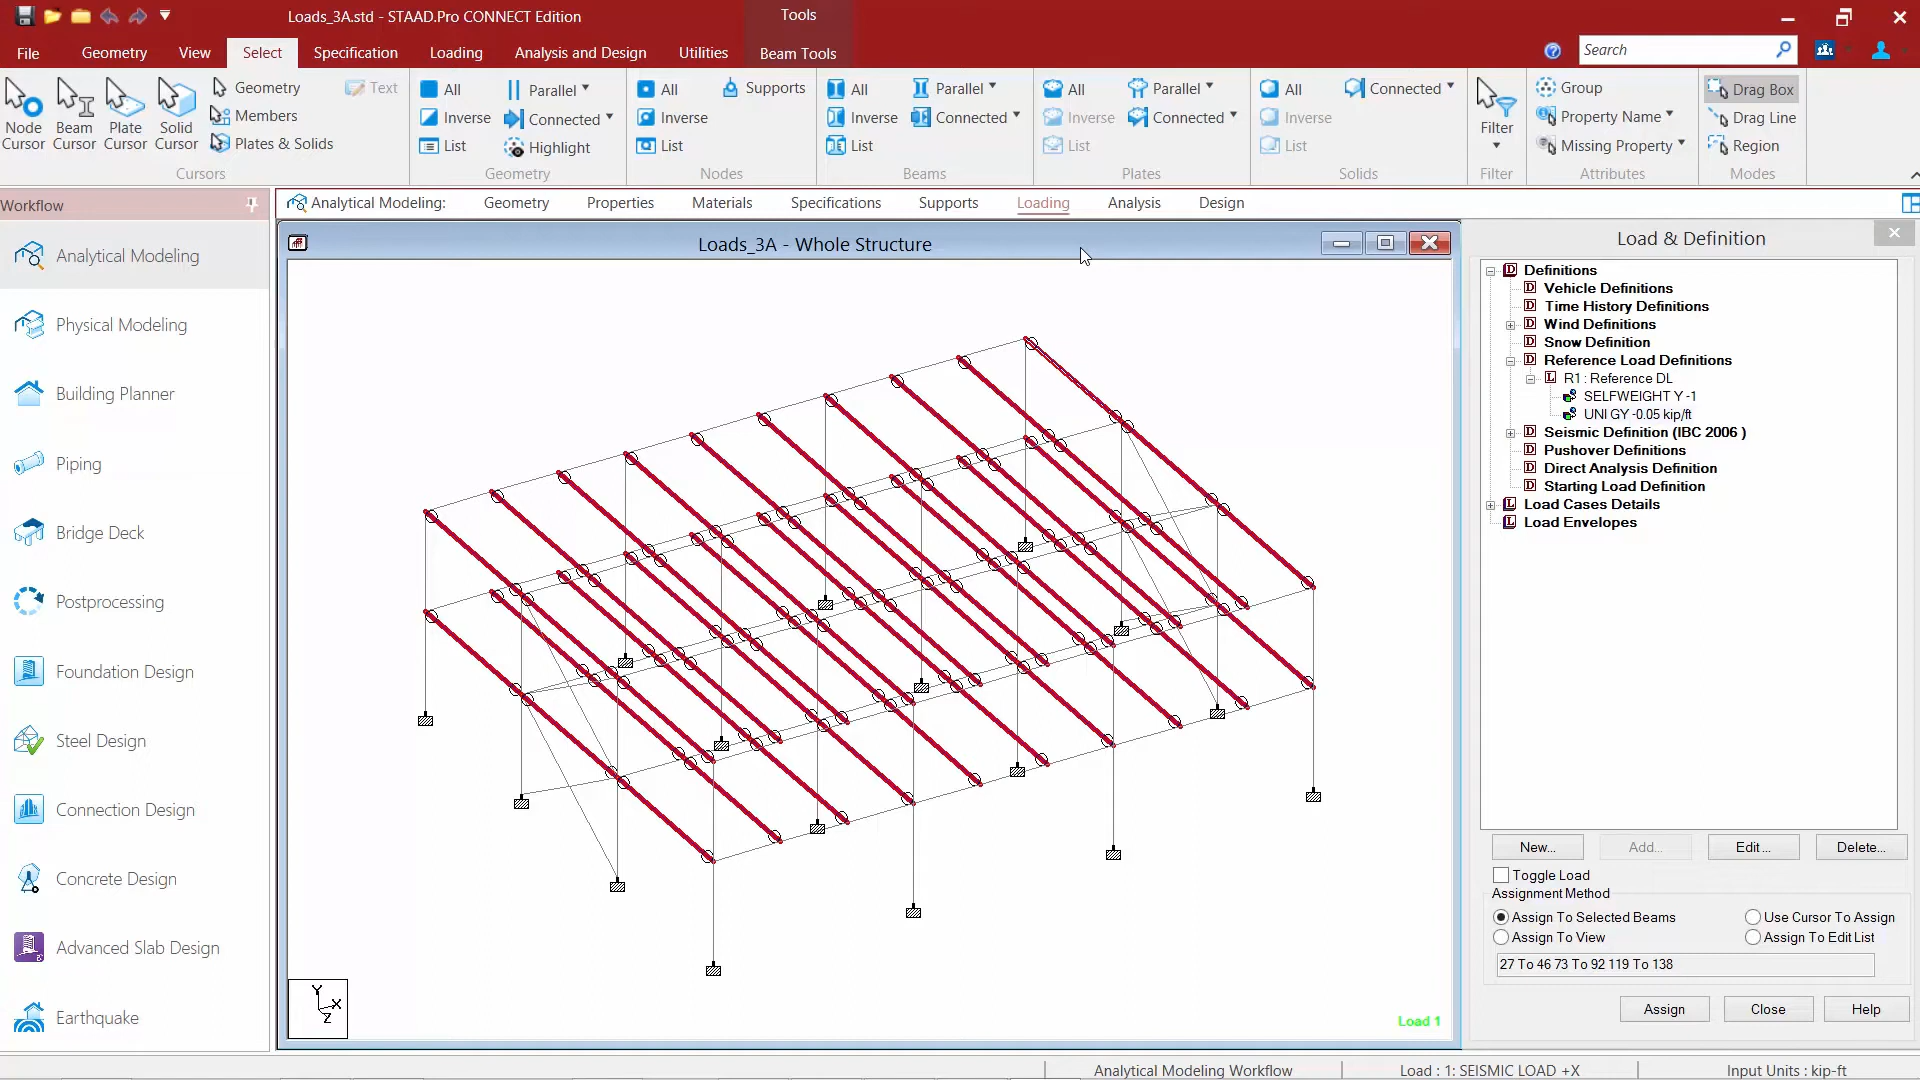 Loads_3A.std - STAAD.Pro CONNECT Edition
Tools
File
Geometry
View
Select
Specification
Loading
Analysis and Design
Utilities
Beam Tools
Search
Node Cursor
Beam Cursor
Plate Cursor
Solid Cursor
Geometry
Members
Plates & Solids
Text
Cursors
All
Inverse
List
Parallel
Connected
Highlight
Geometry
All
Inverse
List
Supports
Nodes
All
Inverse
List
Parallel
Connected
Beams
All
Inverse
List
Parallel
Connected
Plates
All
Inverse
List
Connected
Solids
Filter
Filter
Group
Property Name
Missing Property
Attributes
Drag Box
Drag Line
Region
Modes
Workflow
Analytical Modeling
Physical Modeling
Building Planner
Piping
Bridge Deck
Postprocessing
Foundation Design
Steel Design
Connection Design
Concrete Design
Advanced Slab Design
Earthquake
Analytical Modeling:
Geometry
Properties
Materials
Specifications
Supports
Loading
Analysis
Design
Loads_3A - Whole Structure
Y
X
Z
Load 1
Load & Definition
Definitions
Vehicle Definitions
Time History Definitions
Wind Definitions
Snow Definition
Reference Load Definitions
R1 : Reference DL
SELFWEIGHT Y -1
UNI GY -0.05 kip/ft
Seismic Definition (IBC 2006 )
Pushover Definitions
Direct Analysis Definition
Starting Load Definition
Load Cases Details
Load Envelopes
New...
Add...
Edit ...
Delete...
Toggle Load
Assignment Method
Assign To Selected Beams
Use Cursor To Assign
Assign To View
Assign To Edit List
27 To 46 73 To 92 119 To 138
Assign
Close
Help
Analytical Modeling Workflow
Load : 1: SEISMIC LOAD +X
Input Units : kip-ft